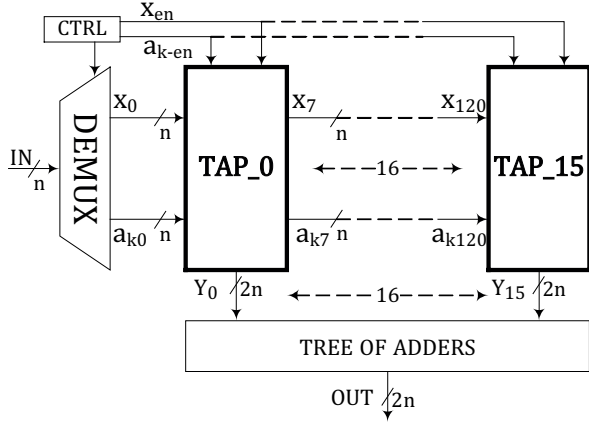 x_en
CTRL
a_k-en
x_0
x_7
x_120
n
n
IN
n
DEMUX
TAP_0
16
TAP_15
a_k0
n
a_k7
n
a_k120
Y_0
2n
16
Y_15
2n
TREE OF ADDERS
OUT
2n